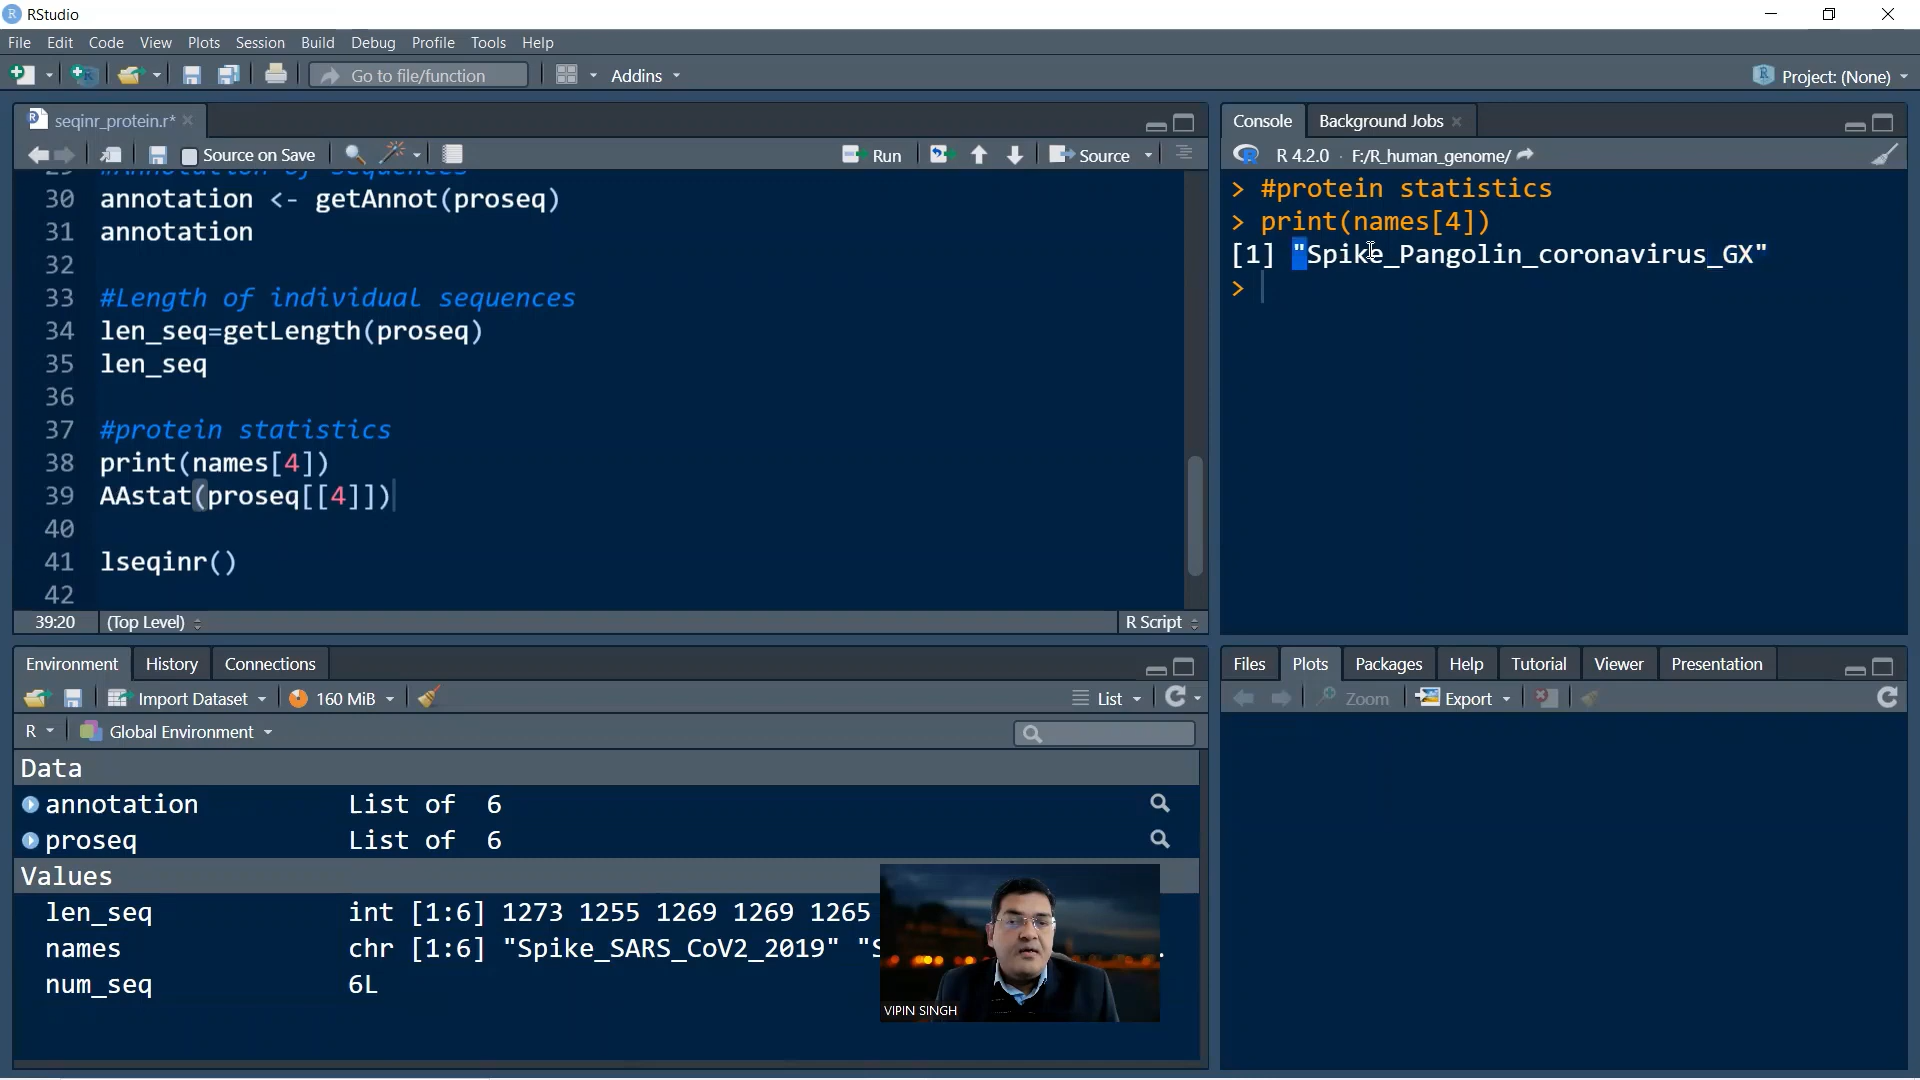 RStudio
File Edit Code View Plots Session Build Debug Profile Tools Help
Go to file/function Addins Project: (None)
seqinr_protein.r*
Source on Save Run Source
#Annotation of sequences
30 annotation <- getAnnot(proseq)
31 annotation
32
33 #Length of individual sequences
34 len_seq=getLength(proseq)
35 len_seq
36
37 #protein statistics
38 print(names[4])
39 AAstat(proseq[[4]])
40
41 lseqinr()
42
39:20 (Top Level) R Script
Console Background Jobs
R 4.2.0 · F:/R_human_genome/
> #protein statistics
> print(names[4])
[1] "Spike_Pangolin_coronavirus_GX"
>
Environment History Connections
Import Dataset 160 MiB List
R Global Environment
Data
annotation List of 6
proseq List of 6
Values
len_seq int [1:6] 1273 1255 1269 1269 1265
names chr [1:6] "Spike_SARS_CoV2_2019" "S
num_seq 6L
VIPIN SINGH
Files Plots Packages Help Tutorial Viewer Presentation
Zoom Export